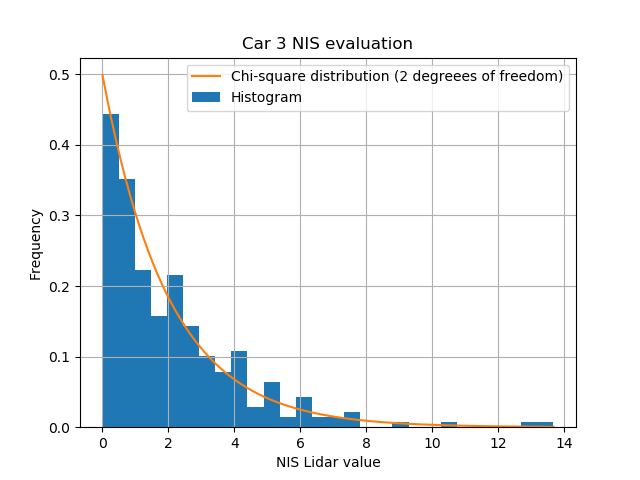 Car 3 NIS evaluation
Chi-square distribution (2 degreees of freedom)
Histogram
Frequency
0.5
0.4
0.3
0.2
0.1
0.0
0 2 4 6 8 10 12 14
NIS Lidar value